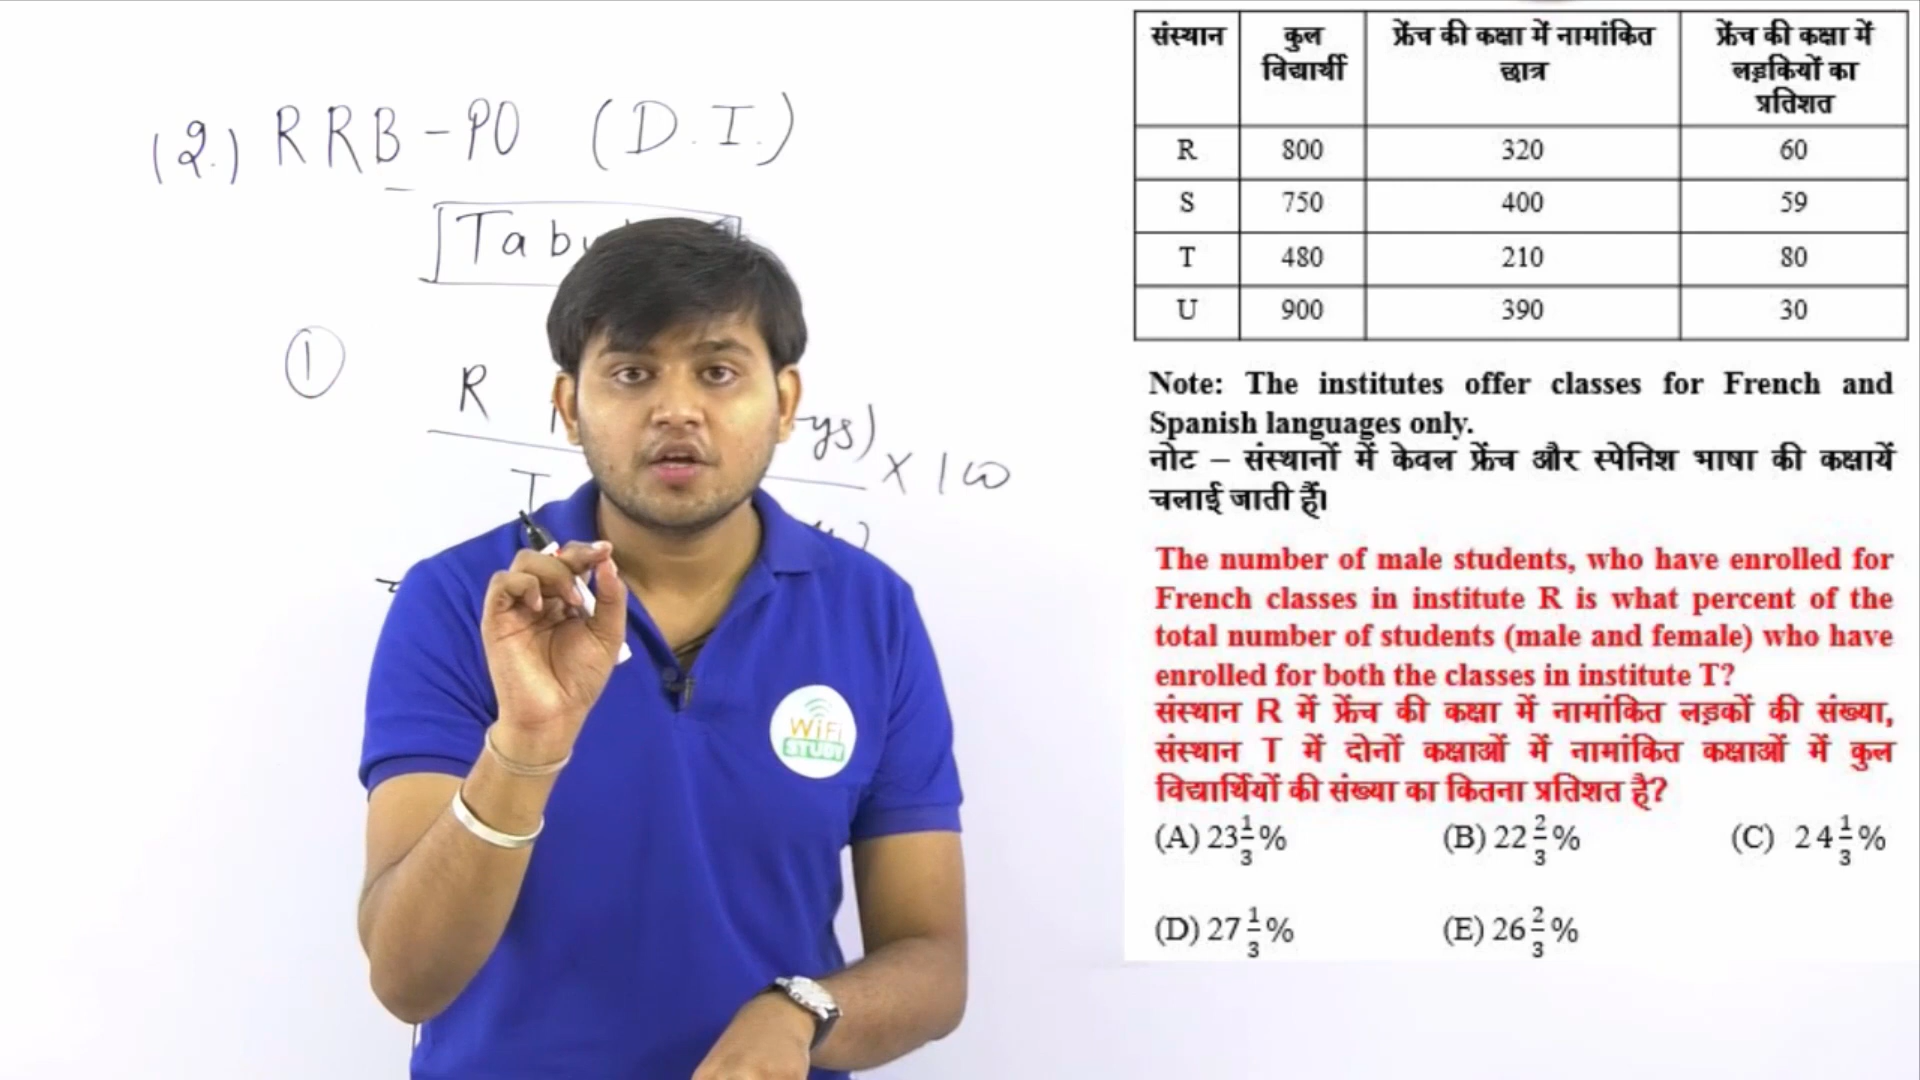 (2.) RRB-PO (D.I.)
①
R
ys) × 100
T
WiFi
STUDY
संस्थान कुल विद्यार्थी फ्रेंच की कक्षा में नामांकित छात्र फ्रेंच की कक्षा में लड़कियों का प्रतिशत
R 800 320 60
S 750 400 59
T 480 210 80
U 900 390 30
Note: The institutes offer classes for French and
Spanish languages only.
नोट – संस्थानों में केवल फ्रेंच और स्पेनिश भाषा की कक्षायें
चलाई जाती हैं।
The number of male students, who have enrolled for
French classes in institute R is what percent of the
total number of students (male and female) who have
enrolled for both the classes in institute T?
संस्थान R में फ्रेंच की कक्षा में नामांकित लड़कों की संख्या,
संस्थान T में दोनों कक्षाओं में नामांकित कक्षाओं में कुल
विद्यार्थियों की संख्या का कितना प्रतिशत है?
(A) 23 1/3 % (B) 22 2/3 % (C) 24 1/3 %
(D) 27 1/3 % (E) 26 2/3 %